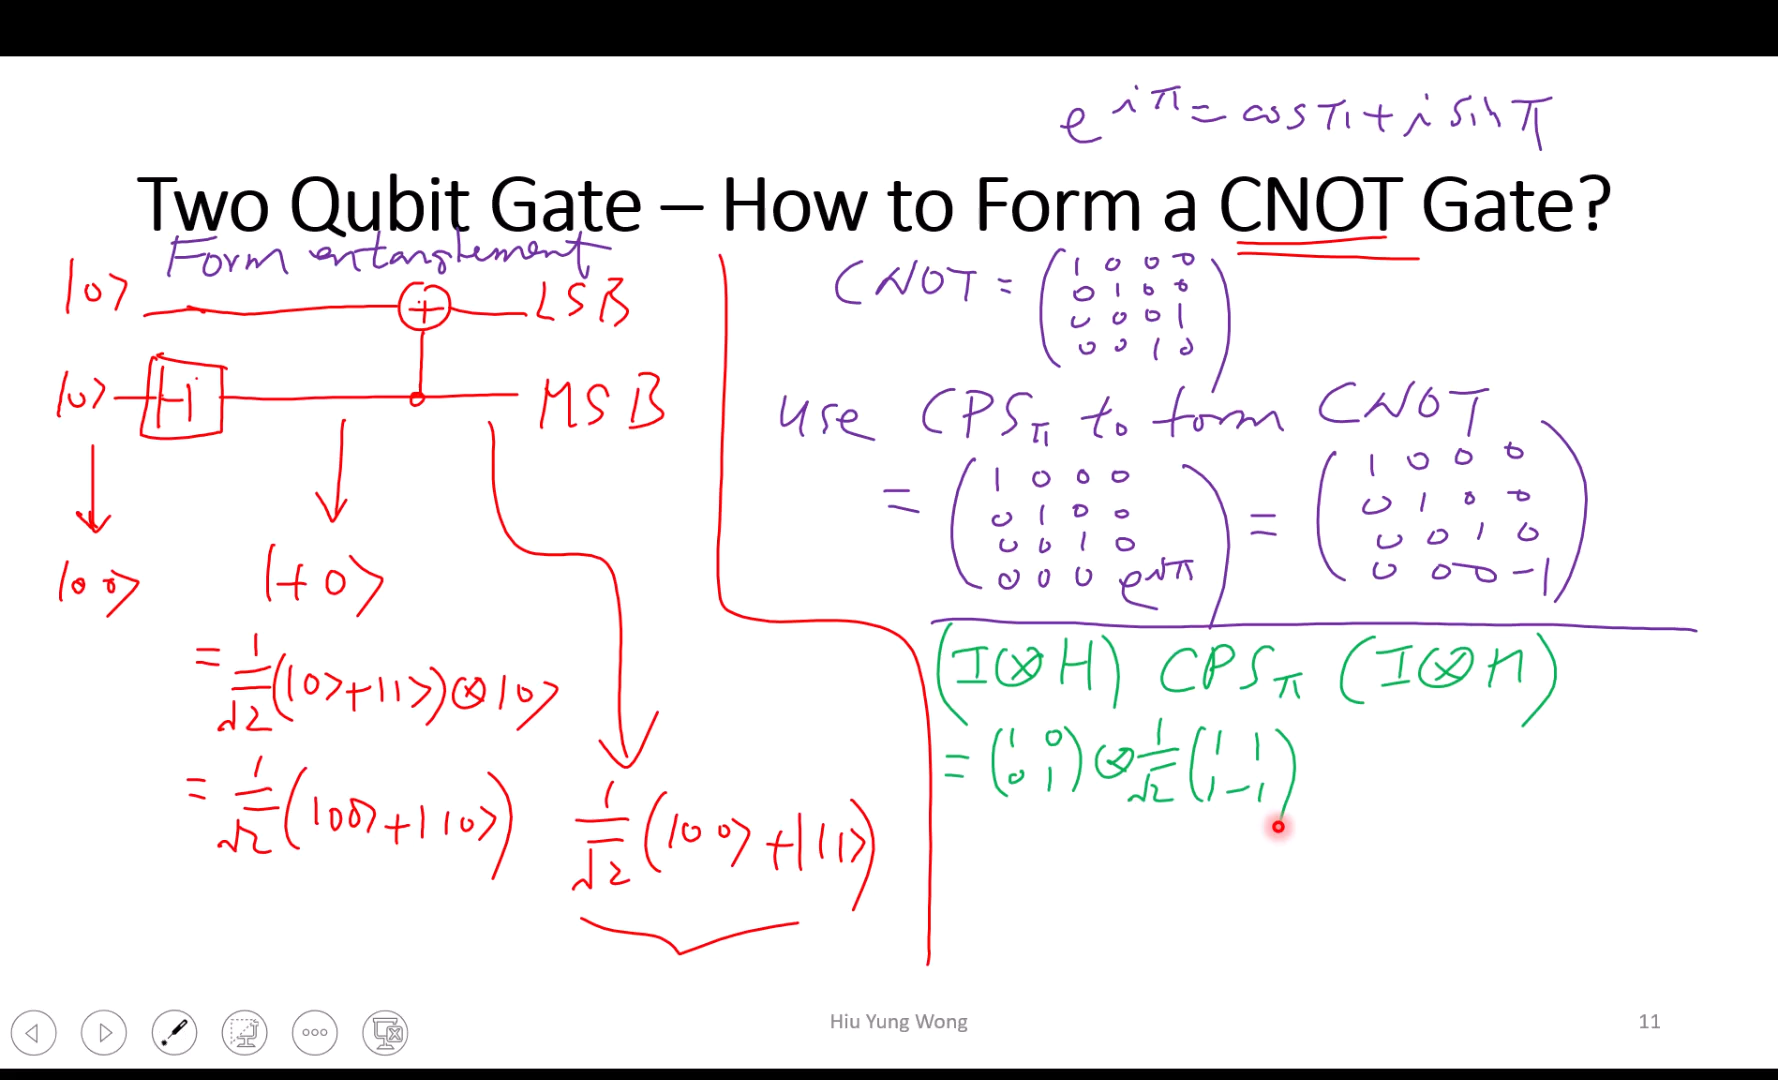 e^{iπ} = cos π + i sin π
Two Qubit Gate – How to Form a CNOT Gate?
Form entanglement
|0> ⊕ LSB
|0> H MSB
|00>
|+0>
= 1/√2 (|0>+|1>) ⊗ |0>
= 1/√2 (|00>+|10>)
1/√2 (|00>+|11>)
CNOT = ( 1 0 0 0
0 1 0 0
0 0 0 1
0 0 1 0 )
use CPS_π to form CNOT
= ( 1 0 0 0
0 1 0 0
0 0 1 0
0 0 0 e^{iπ} ) = ( 1 0 0 0
0 1 0 0
0 0 1 0
0 0 0 -1 )
(I⊗H) CPS_π (I⊗H)
= ( 1 0
0 1 ) ⊗ 1/√2 ( 1 1
1 -1 )
Hiu Yung Wong
11